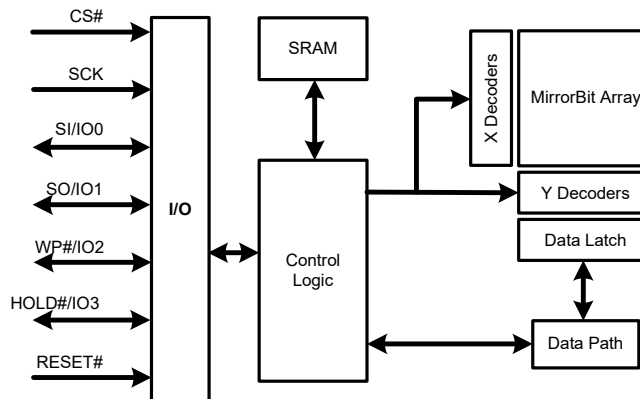 CS#
SCK
SI/IO0
SO/IO1
WP#/IO2
HOLD#/IO3
RESET#
I/O
SRAM
Control
Logic
X Decoders
MirrorBit Array
Y Decoders
Data Latch
Data Path